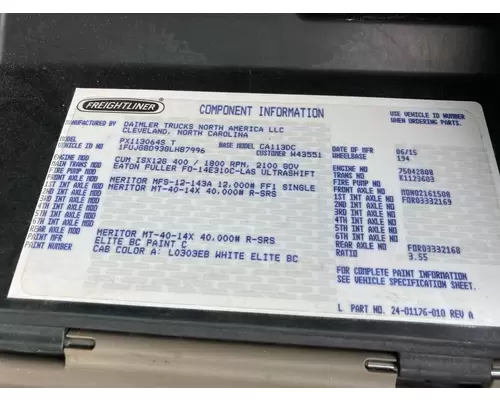 FREIGHTLINER
COMPONENT INFORMATION
USE VEHICLE ID NUMBER
WHEN ORDERING PARTS.
MANUFACTURED BY DAIMLER TRUCKS NORTH AMERICA LLC
CLEVELAND, NORTH CAROLINA
MODEL PX113064S T
VEHICLE ID NO BASE MODEL CA113DC
CUSTOMER W43551
DATE OF MFR 06/15
WHEELBASE 194
ENGINE MOD CUM ISX12G 400 / 1800 RPM, 2100 GOV
ENGINE NO 75042808
MAIN TRANS MOD EATON FULLER FO-14E310C-LAS ULTRASHIFT
TRANS NO K1123603
FIRE PUMP MOD
FIRE PUMP NO
FRONT AXLE MOD MERITOR MFS-12-143A 12,000# FF1 SINGLE
1ST INT AXLE MOD MERITOR MT-40-14X 40,000# R-SRS
1ST INT AXLE NO FOR03332169
2ND INT AXLE MOD
2ND INT AXLE NO
3RD INT AXLE MOD
3RD INT AXLE NO
4TH INT AXLE MOD
4TH INT AXLE NO
5TH INT AXLE MOD
5TH INT AXLE NO
6TH INT AXLE MOD
6TH INT AXLE NO
REAR AXLE MOD MERITOR MT-40-14X 40,000# R-SRS
REAR AXLE NO FOR03332168
PAINT MFR ELITE BC PAINT C
RATIO 3.55
PAINT NUMBER CAB COLOR A: L0303EB WHITE ELITE BC
FOR COMPLETE PAINT INFORMATION
SEE VEHICLE SPECIFICATION SHEET.
L PART NO. 24-01176-010 REV A